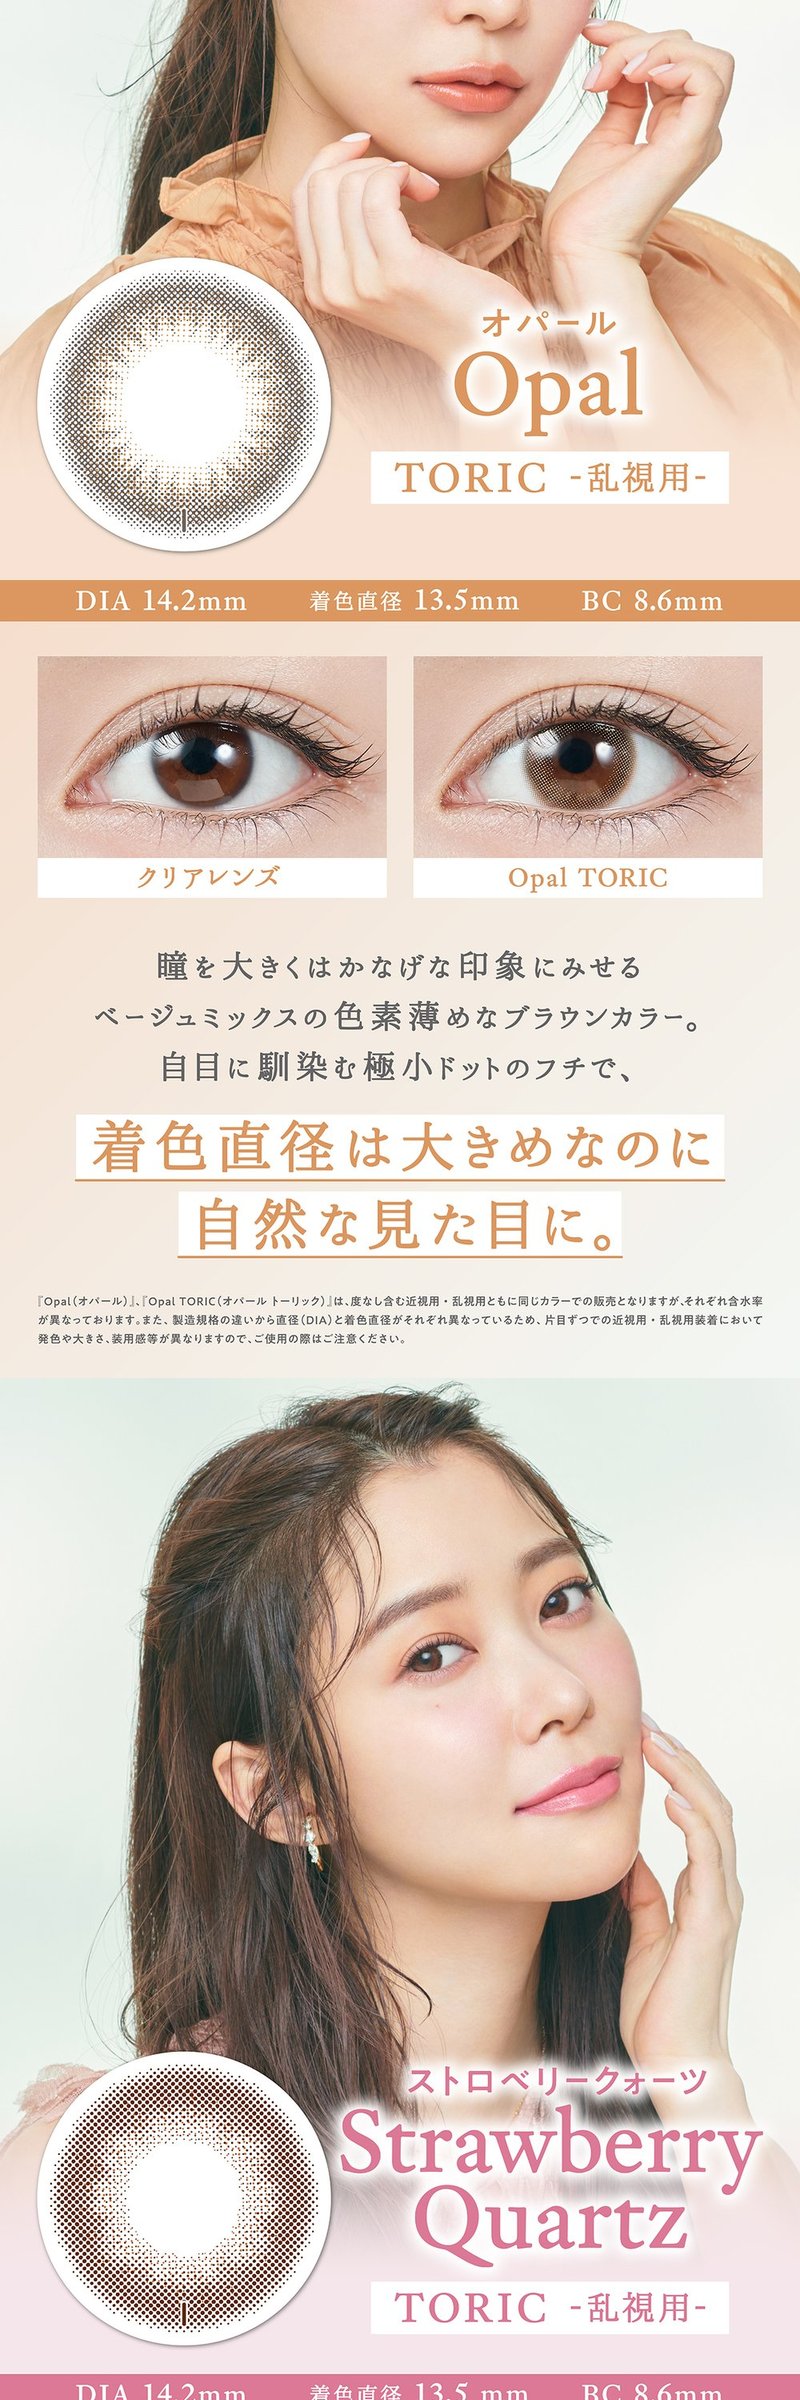 オパール
Opal
TORIC -乱視用-
DIA 14.2mm 着色直径 13.5mm BC 8.6mm
クリアレンズ
Opal TORIC
瞳を大きくはかなげな印象にみせる
ベージュミックスの色素薄めなブラウンカラー。
自目に馴染む極小ドットのフチで、
着色直径は大きめなのに
自然な見た目に。
『Opal(オパール)』、『Opal TORIC(オパール トーリック)』は、度なし含む近視用・乱視用ともに同じカラーでの販売となりますが、それぞれ含水率
が異なっております。また、製造規格の違いから直径(DIA)と着色直径がそれぞれ異なっているため、片目ずつでの近視用・乱視用装着において
発色や大きさ、装用感等が異なりますので、ご使用の際はご注意ください。
ストロベリークォーツ
Strawberry
Quartz
TORIC -乱視用-
DIA 14.2mm 着色直径 13.5 mm BC 8.6mm